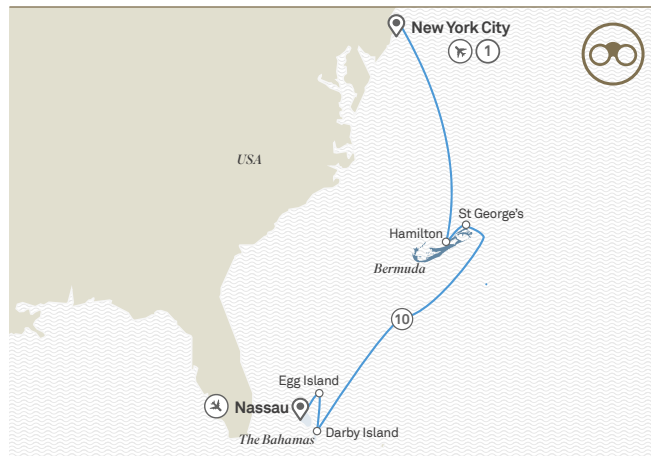 New York City
1
USA
St George's
Hamilton
Bermuda
10
Egg Island
Nassau
Darby Island
The Bahamas